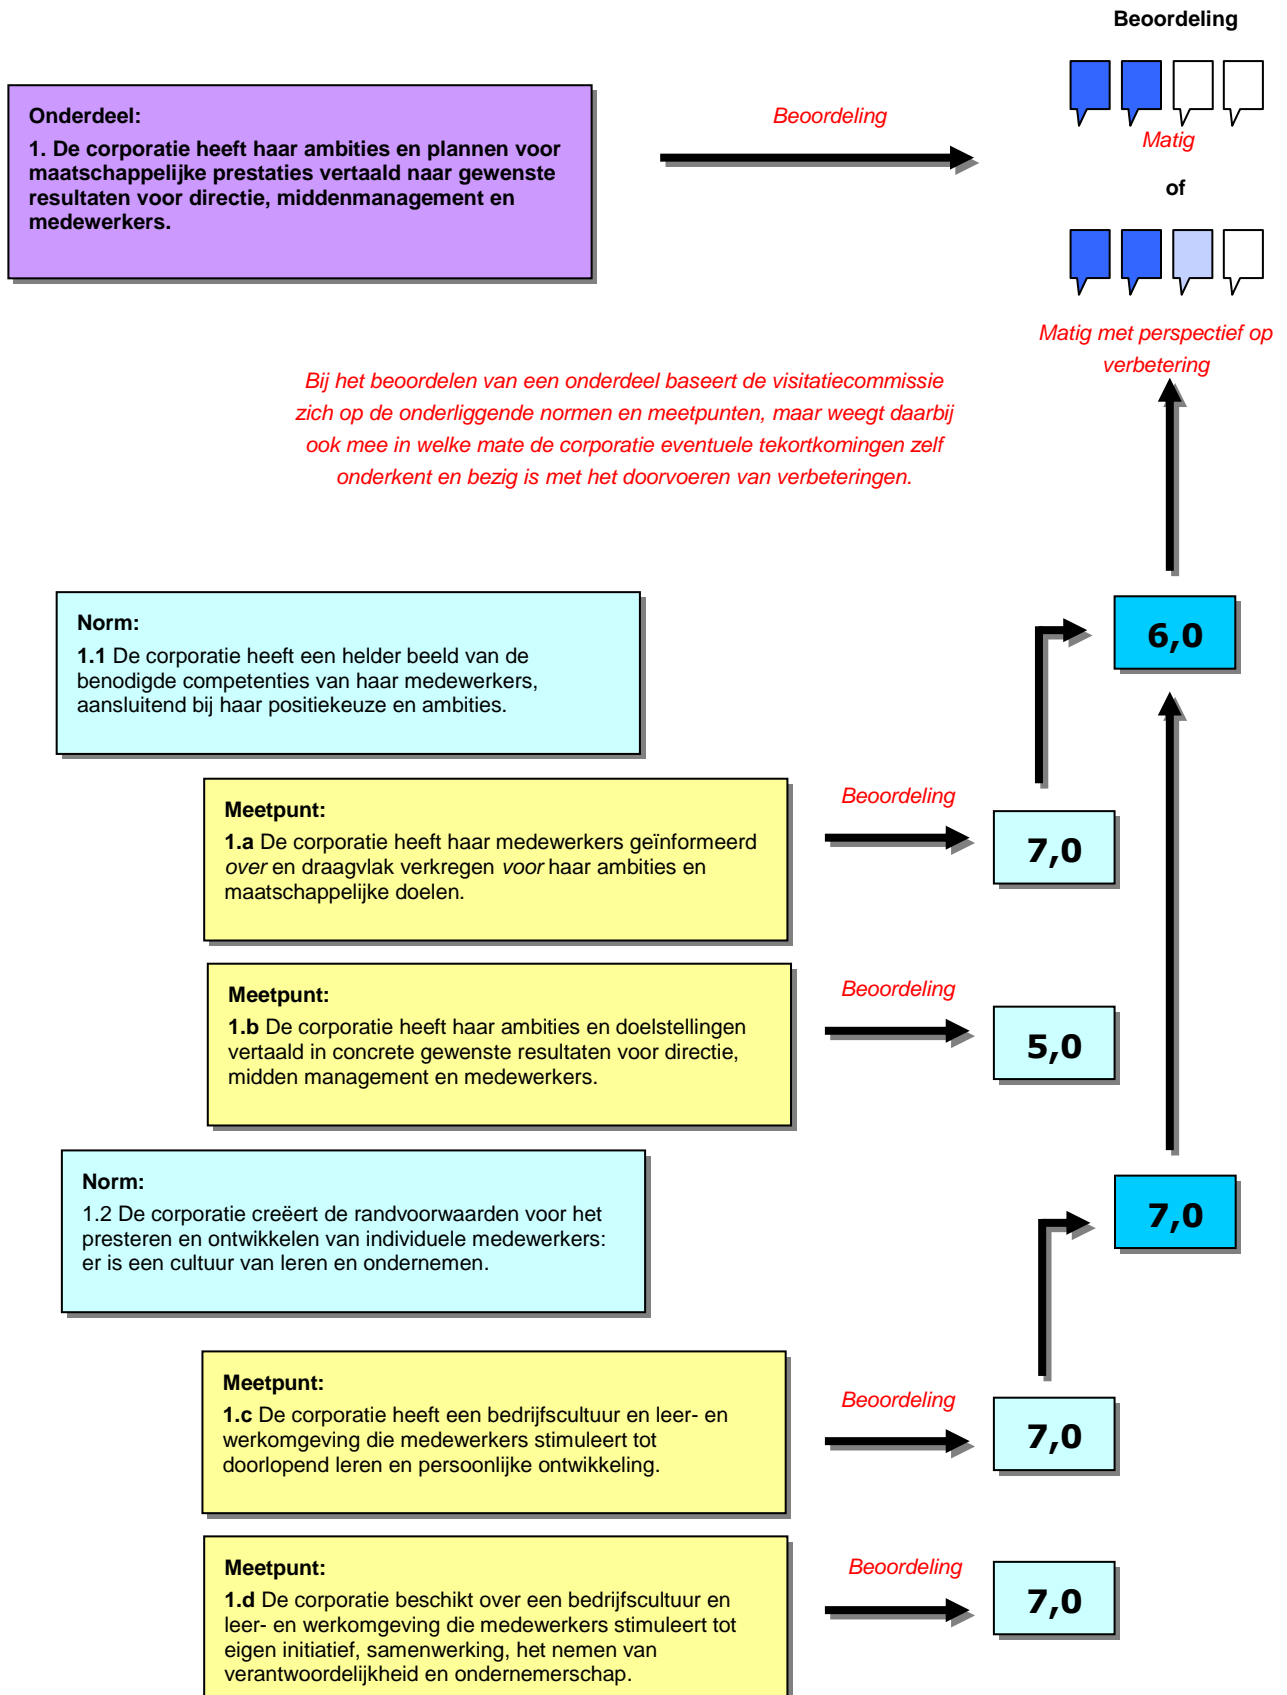 Beoordeling
Onderdeel:
1. De corporatie heeft haar ambities en plannen voor
maatschappelijke prestaties vertaald naar gewenste
resultaten voor directie, middenmanagement en
medewerkers.
Beoordeling
Matig
of
Matig met perspectief op
verbetering
Bij het beoordelen van een onderdeel baseert de visitatiecommissie
zich op de onderliggende normen en meetpunten, maar weegt daarbij
ook mee in welke mate de corporatie eventuele tekortkomingen zelf
onderkent en bezig is met het doorvoeren van verbeteringen.
Norm:
1.1 De corporatie heeft een helder beeld van de
benodigde competenties van haar medewerkers,
aansluitend bij haar positiekeuze en ambities.
6,0
Meetpunt:
1.a De corporatie heeft haar medewerkers geïnformeerd
over en draagvlak verkregen voor haar ambities en
maatschappelijke doelen.
Beoordeling
7,0
Meetpunt:
1.b De corporatie heeft haar ambities en doelstellingen
vertaald in concrete gewenste resultaten voor directie,
midden management en medewerkers.
Beoordeling
5,0
Norm:
1.2 De corporatie creëert de randvoorwaarden voor het
presteren en ontwikkelen van individuele medewerkers:
er is een cultuur van leren en ondernemen.
7,0
Meetpunt:
1.c De corporatie heeft een bedrijfscultuur en leer- en
werkomgeving die medewerkers stimuleert tot
doorlopend leren en persoonlijke ontwikkeling.
Beoordeling
7,0
Meetpunt:
1.d De corporatie beschikt over een bedrijfscultuur en
leer- en werkomgeving die medewerkers stimuleert tot
eigen initiatief, samenwerking, het nemen van
verantwoordelijkheid en ondernemerschap.
Beoordeling
7,0